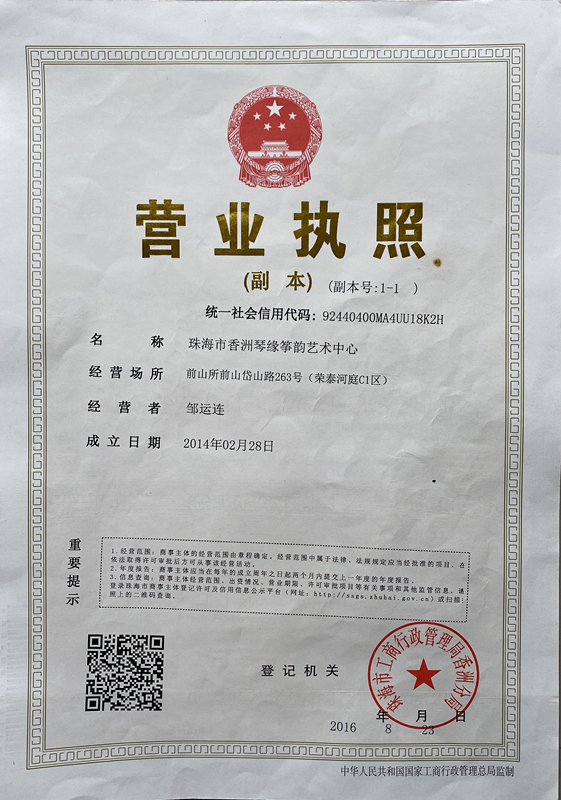 营业执照
(副 本) (副本号:1-1 )
统一社会信用代码: 92440400MA4UU18K2H
名称 珠海市香洲琴缘筝韵艺术中心
经营场所 前山所前山岱山路263号（荣泰河庭C1区）
经营者 邹运连
成立日期 2014年02月28日
重要提示
1.经营范围：商事主体的经营范围由章程确定。经营范围中属于法律、法规规定应当经批准的项目，在
依法取得许可审批后方可从事该经营活动。
2.年度报告：商事主体应当在每年的成立周年之日起两个月内提交上一年度的年度报告。
3.信息查询：商事主体经营范围、出资情况、营业期限、许可审批项目等有关事项和其他监管信息，请
登录珠海市商事主体登记许可及信用信息公示平台（网址：http://ssgs.zhuhai.gov.cn）或扫描
照上的二维码查询。
登记机关
珠海市工商行政管理局香洲分局
年 月 日
2016 8 23
中华人民共和国国家工商行政管理总局监制